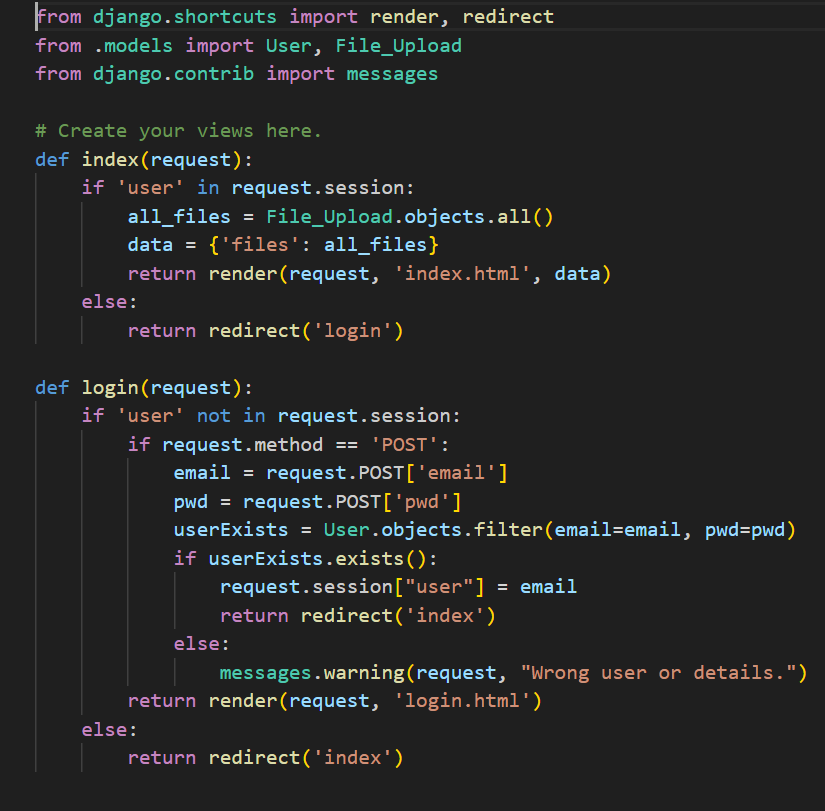 from django.shortcuts import render, redirect
from .models import User, File_Upload
from django.contrib import messages

# Create your views here.
def index(request):
    if 'user' in request.session:
        all_files = File_Upload.objects.all()
        data = {'files': all_files}
        return render(request, 'index.html', data)
    else:
        return redirect('login')

def login(request):
    if 'user' not in request.session:
        if request.method == 'POST':
            email = request.POST['email']
            pwd = request.POST['pwd']
            userExists = User.objects.filter(email=email, pwd=pwd)
            if userExists.exists():
                request.session["user"] = email
                return redirect('index')
            else:
                messages.warning(request, "Wrong user or details.")
        return render(request, 'login.html')
    else:
        return redirect('index')